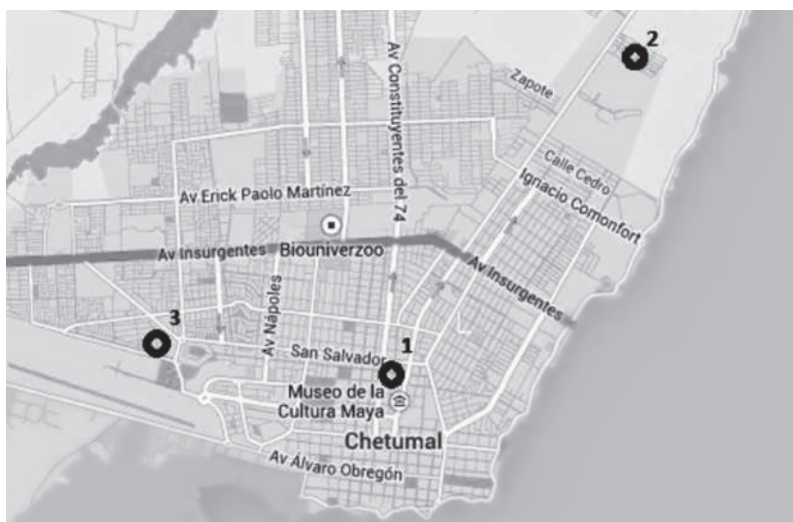 2
Av Constituyentes del 74
Zapote
Calle Cedro
Ignacio Comonfort
Av Erick Paolo Martínez
Av Insurgentes
Biouniverzoo
Av Insurgentes
3
Av Nápoles
San Salvador
1
Museo de la
Cultura Maya
Chetumal
Av Álvaro Obregón